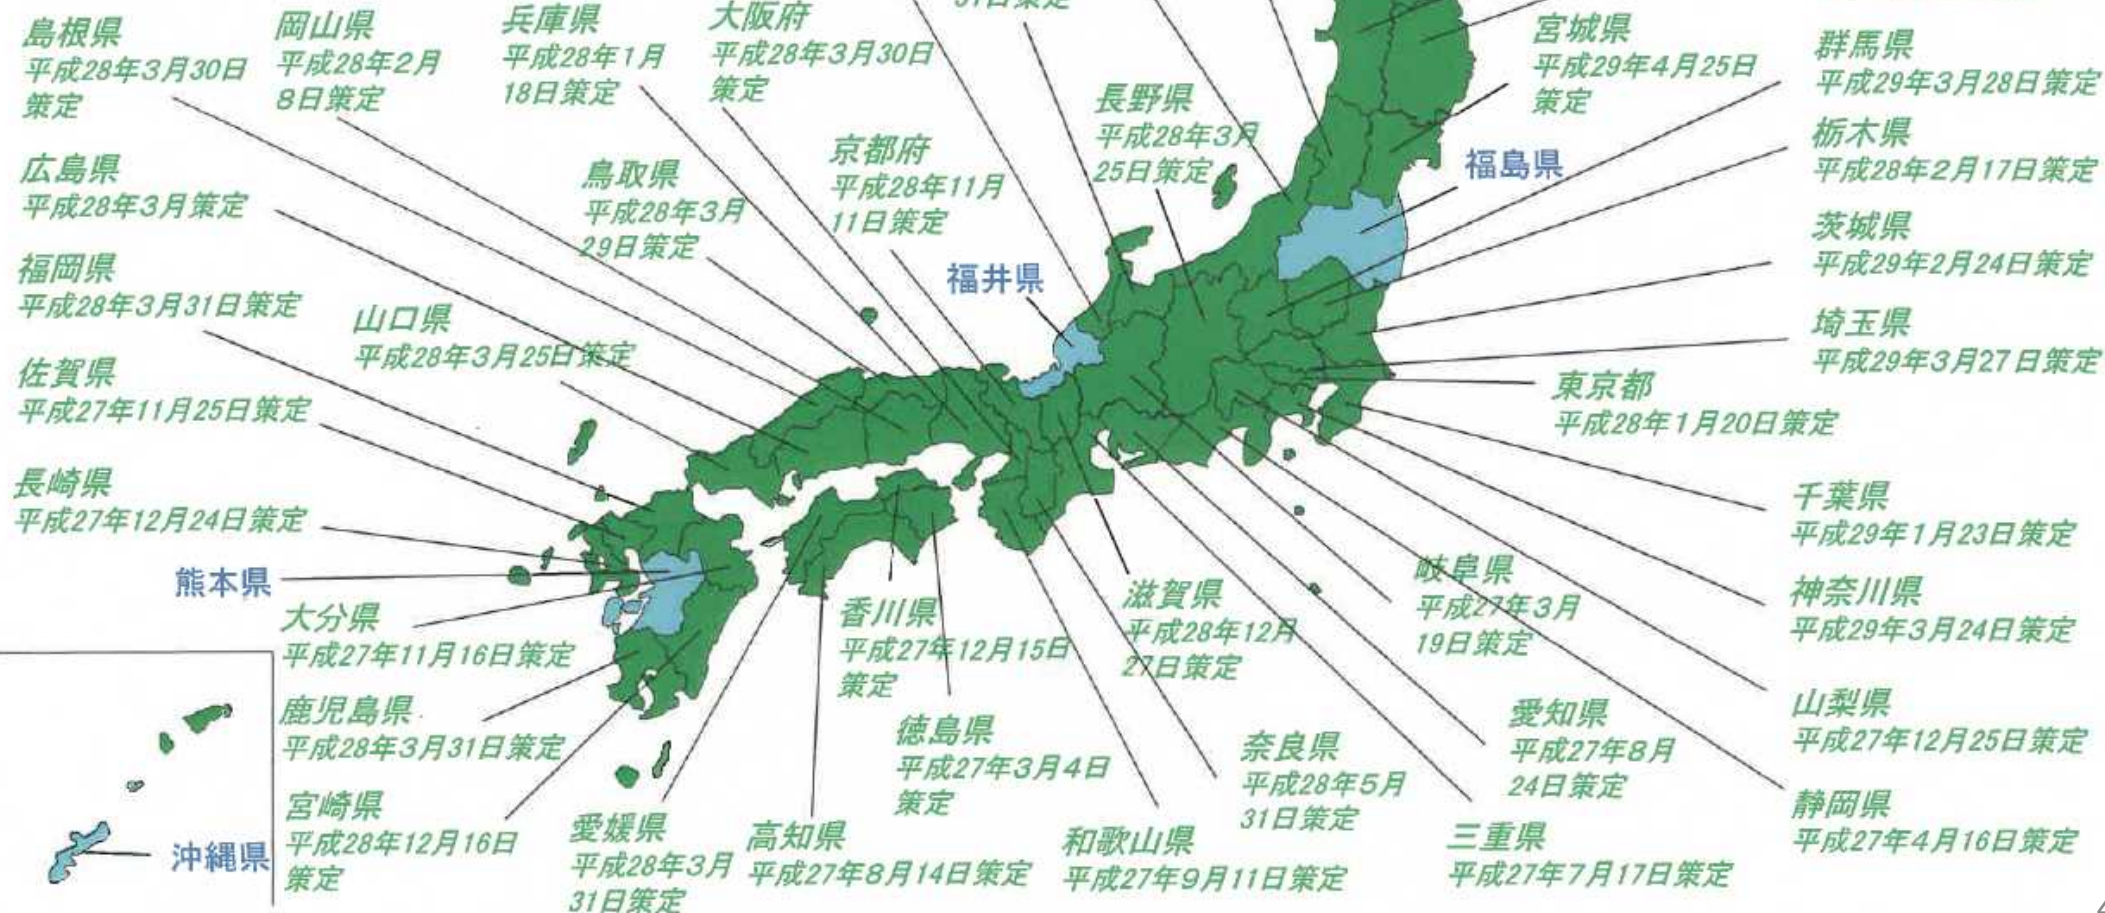 31日策定
島根県
平成28年3月30日
策定
岡山県
平成28年2月
8日策定
兵庫県
平成28年1月
18日策定
大阪府
平成28年3月30日
策定
宮城県
平成29年4月25日
策定
群馬県
平成29年3月28日策定
長野県
平成28年3月
25日策定
栃木県
平成28年2月17日策定
広島県
平成28年3月策定
鳥取県
平成28年3月
29日策定
京都府
平成28年11月
11日策定
福島県
茨城県
平成29年2月24日策定
福岡県
平成28年3月31日策定
福井県
山口県
平成28年3月25日策定
埼玉県
平成29年3月27日策定
佐賀県
平成27年11月25日策定
東京都
平成28年1月20日策定
長崎県
平成27年12月24日策定
千葉県
平成29年1月23日策定
熊本県
大分県
平成27年11月16日策定
香川県
平成27年12月15日
策定
滋賀県
平成28年12月
27日策定
岐阜県
平成27年3月
19日策定
神奈川県
平成29年3月24日策定
鹿児島県
平成28年3月31日策定
徳島県
平成27年3月4日
策定
奈良県
平成28年5月
31日策定
愛知県
平成27年8月
24日策定
山梨県
平成27年12月25日策定
沖縄県
宮崎県
平成28年12月16日
策定
愛媛県
平成28年3月
31日策定
高知県
平成27年8月14日策定
和歌山県
平成27年9月11日策定
三重県
平成27年7月17日策定
静岡県
平成27年4月16日策定